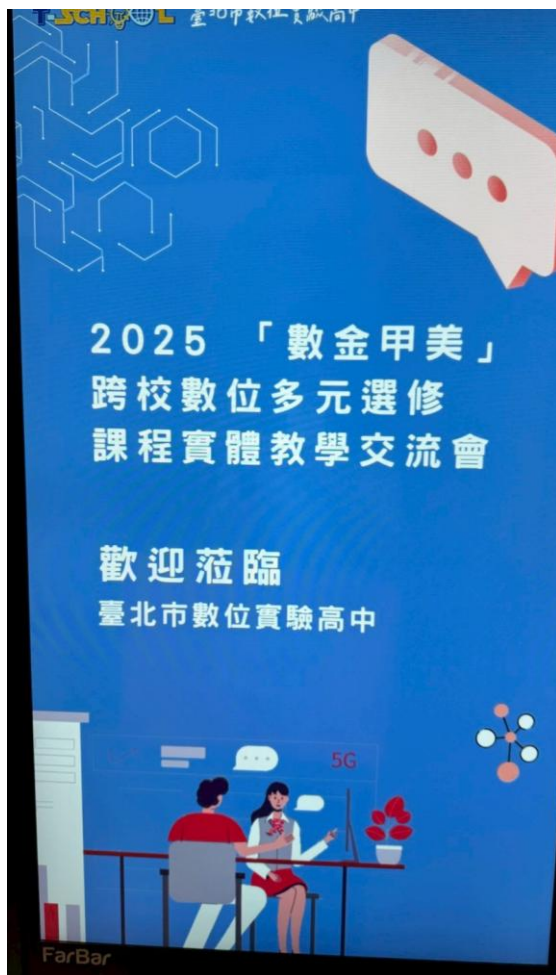 T-SCHOOL 臺北市數位實驗高中
2025 「數金甲美」
跨校數位多元選修
課程實體教學交流會
歡迎蒞臨
臺北市數位實驗高中
5G
FarBar